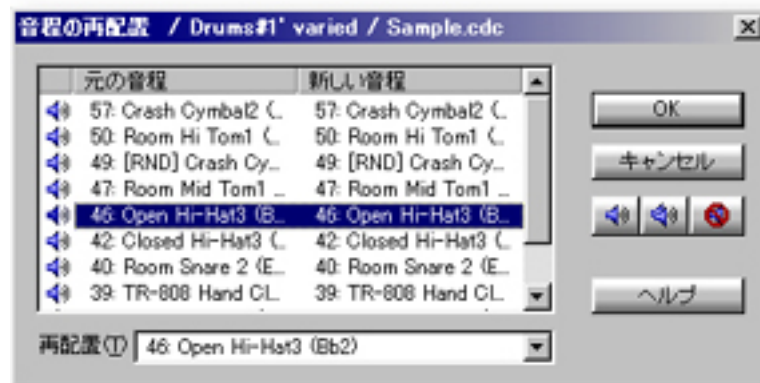 音程の再配置 / Drums#1' varied / Sample.cdc
元の音程 新しい音程
57: Crash Cymbal2 (... 57: Crash Cymbal2 (...
50: Room Hi Tom1 (... 50: Room Hi Tom1 (...
49: [RND] Crash Cy... 49: [RND] Crash Cy...
47: Room Mid Tom1 ... 47: Room Mid Tom1 ...
46: Open Hi-Hat3 (B... 46: Open Hi-Hat3 (B...
42: Closed Hi-Hat3 (... 42: Closed Hi-Hat3 (...
40: Room Snare 2 (E... 40: Room Snare 2 (E...
39: TR-808 Hand Cl... 39: TR-808 Hand Cl...
再配置(T) 46: Open Hi-Hat3 (Bb2)
OK
キャンセル
ヘルプ